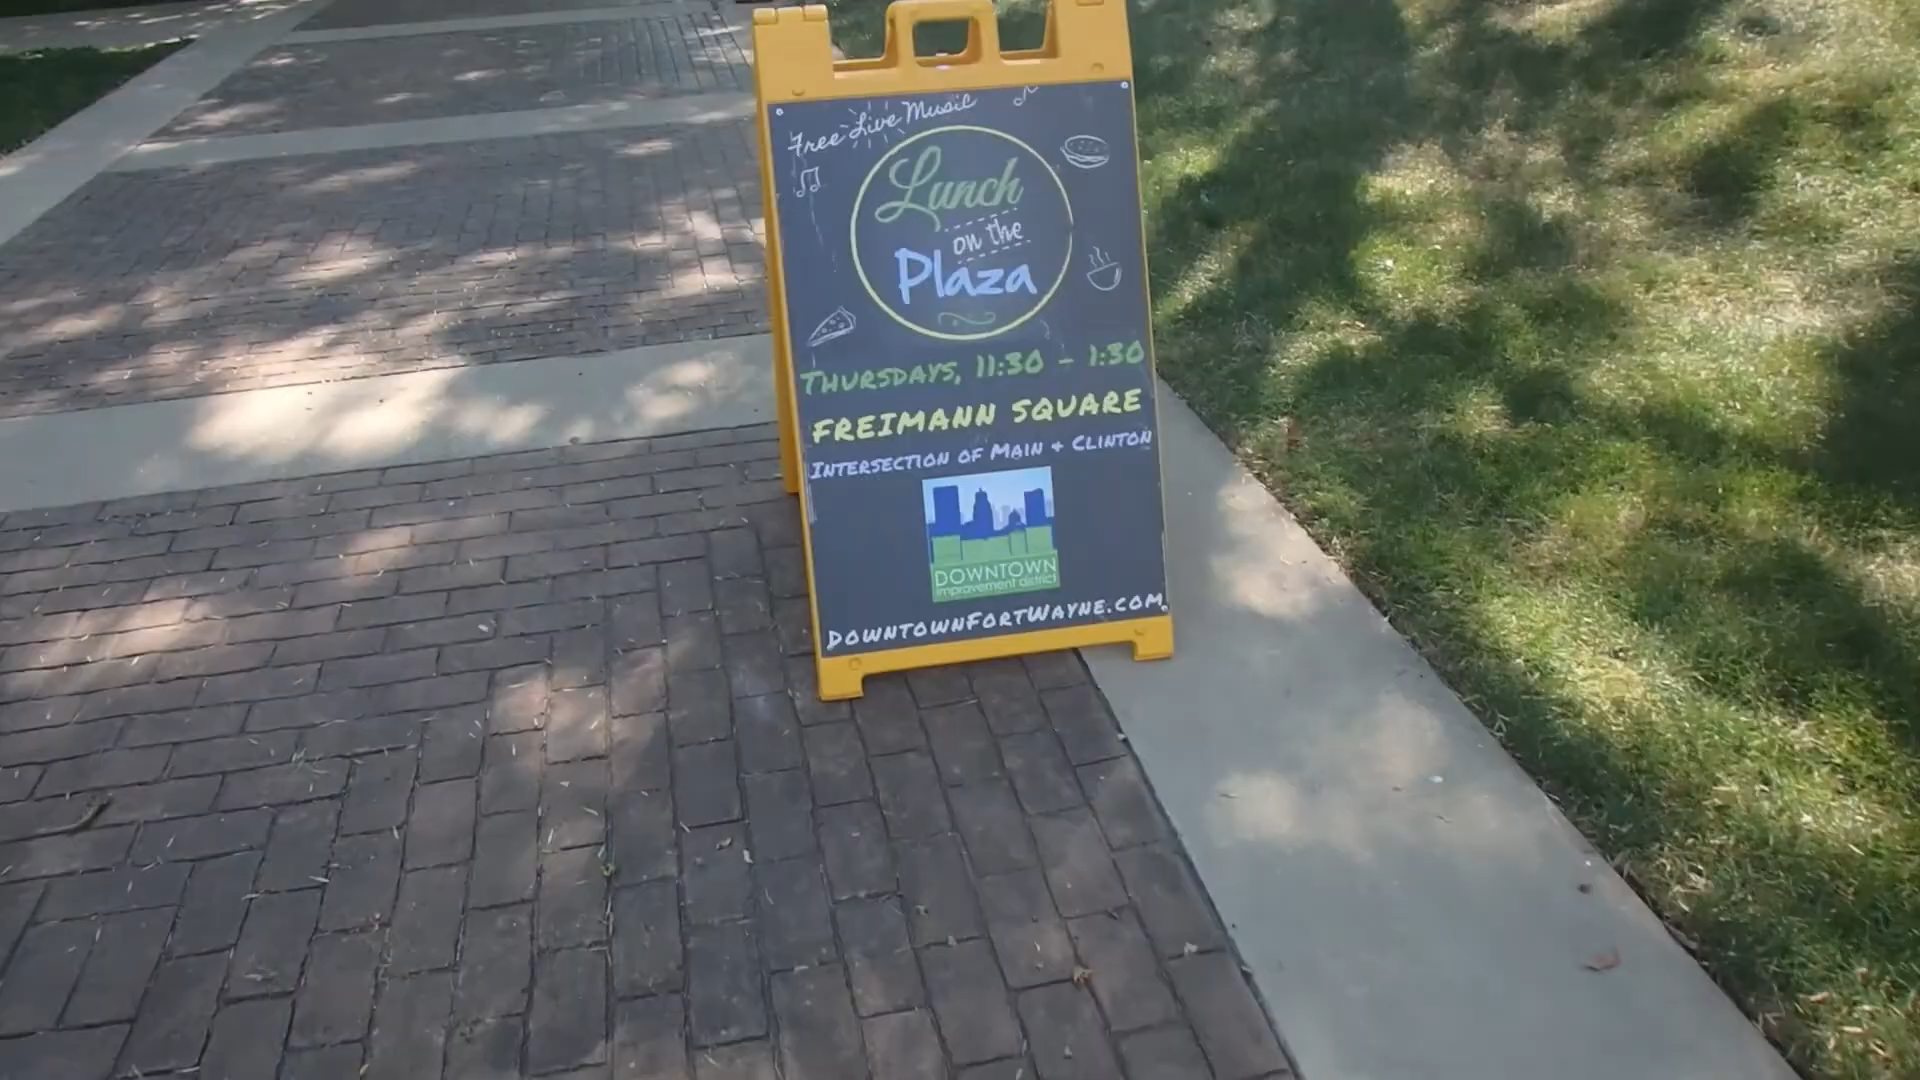 Free Live Music
Lunch
on the
Plaza
THURSDAYS, 11:30 - 1:30
FREIMANN SQUARE
INTERSECTION OF MAIN + CLINTON
DOWNTOWN
improvement district
DOWNTOWNFORTWAYNE.COM